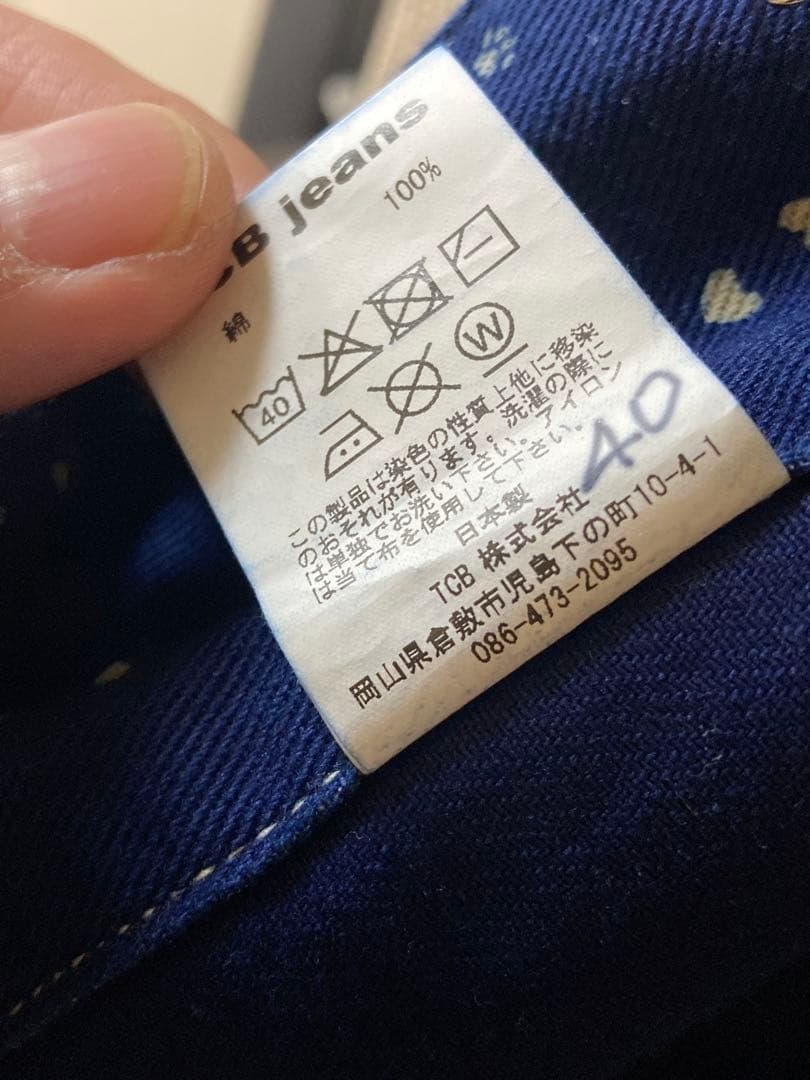 CB jeans
綿 100%
40
W
この製品は染色の性質上他に移染
のおそれが有ります。洗濯の際に
は単独でお洗い下さい。アイロン
は当て布を使用して下さい。
40
日本製
TCB 株式会社
岡山県倉敷市児島下の町10-4-1
086-473-2095